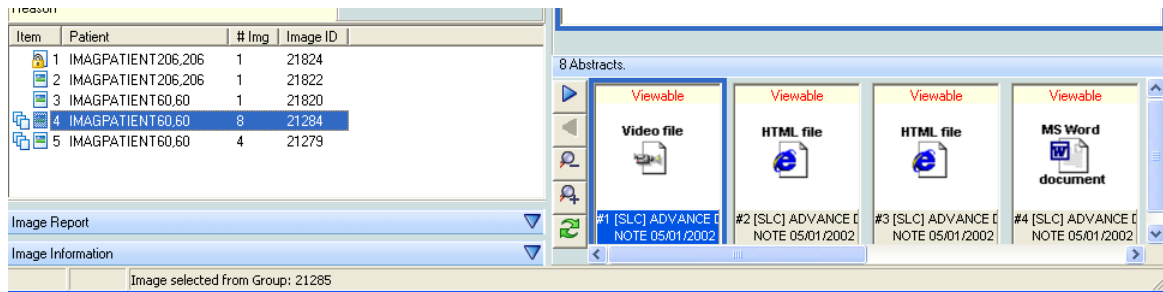 Reason
Item Patient # Img Image ID
1 IMAGPATIENT206,206 1 21824
2 IMAGPATIENT206,206 1 21822
3 IMAGPATIENT60,60 1 21820
4 IMAGPATIENT60,60 8 21284
5 IMAGPATIENT60,60 4 21279
Image Report
Image Information
Image selected from Group: 21285
8 Abstracts.
Viewable
Video file
#1 [SLC] ADVANCE D
NOTE 05/01/2002
Viewable
HTML file
#2 [SLC] ADVANCE D
NOTE 05/01/2002
Viewable
HTML file
#3 [SLC] ADVANCE D
NOTE 05/01/2002
Viewable
MS Word
W
document
#4 [SLC] ADVANCE D
NOTE 05/01/2002